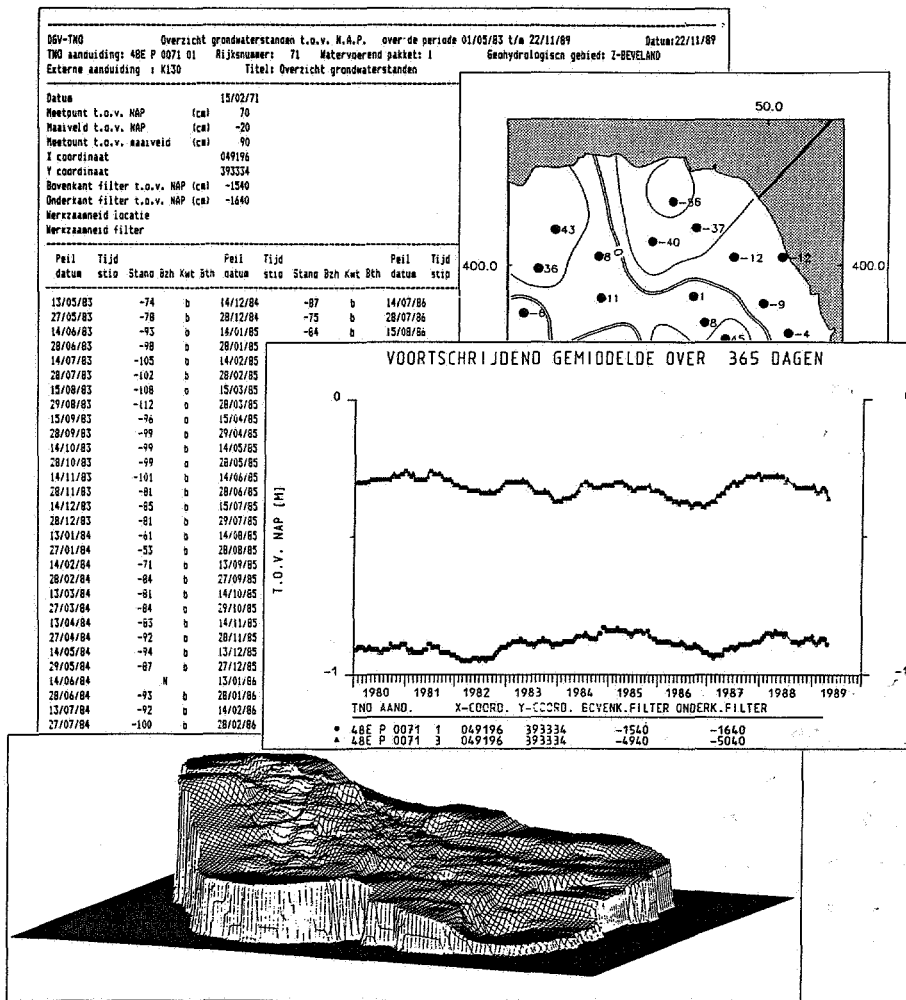 DGV-TNO Overzicht grondwaterstanden t.o.v. N.A.P. over de periode 01/05/83 t/m 22/11/89 Datum:22/11/89
TNO aanduiding: 48E P 0071 01 Rijksnummer: 71 Watervoerend pakket: 1 Geohydrologisch gebied: Z-BEVELAND
Externe aanduiding : K130 Titel: Overzicht grondwaterstanden
Datum 15/02/71
Meetpunt t.o.v. NAP (cm) 70
Maaiveld t.o.v. NAP (cm) -20
Meetpunt t.o.v. maaiveld (cm) 90
X coordinaat 049196
Y coordinaat 393334
Bovenkant filter t.o.v. NAP (cm) -1540
Onderkant filter t.o.v. NAP (cm) -1640
Werkzaamheid locatie
Werkzaamheid filter
Peil Tijd Peil Tijd Peil Tijd
datum stip Stand Bzh Kwt Bth datum stip Stand Bzh Kwt Bth datum stip
13/05/83 -74 b 14/12/84 -87 b 14/07/86
27/05/83 -78 b 28/12/84 -75 b 28/07/86
14/06/83 -93 b 14/01/85 -64 b 15/08/86
28/06/83 -98 b 28/01/85
14/07/83 -105 b 14/02/85
28/07/83 -102 b 28/02/85
15/08/83 -108 15/03/85
29/08/83 -112 28/03/85
15/09/83 -96 b 15/04/85
28/09/83 -99 b 29/04/85
14/10/83 -99 b 14/05/85
28/10/83 -99 28/05/85
14/11/83 -101 b 14/06/85
28/11/83 -81 b 28/06/85
14/12/83 -85 b 15/07/85
28/12/83 -81 b 29/07/85
13/01/84 -61 b 14/08/85
27/01/84 -53 b 28/08/85
14/02/84 -71 b 13/09/85
28/02/84 -84 b 27/09/85
13/03/84 -81 b 14/10/85
27/03/84 -84 29/10/85
13/04/84 -83 b 14/11/85
27/04/84 -92 b 28/11/85
14/05/84 -94 b 13/12/85
29/05/84 -87 b 27/12/85
14/06/84 N 13/01/86
28/06/84 -93 b 28/01/86
13/07/84 -92 b 14/02/86
27/07/84 -100 b 28/02/86
50.0
-56
43 -37
-40
8 0 -12 -12
400.0 36 400.0
11 1 -9
-6 8 -4
45
VOORTSCHRIJDEND GEMIDDELDE OVER 365 DAGEN
0 0
T.O.V. NAP [M]
-1 -1
1980 1981 1982 1983 1984 1985 1986 1987 1988 1989
TNO AAND. X-COORD. Y-COORD. BOVENK.FILTER ONDERK.FILTER
48E P 0071 1 049196 393334 -1540 -1640
48E P 0071 3 049196 393334 -4940 -5040